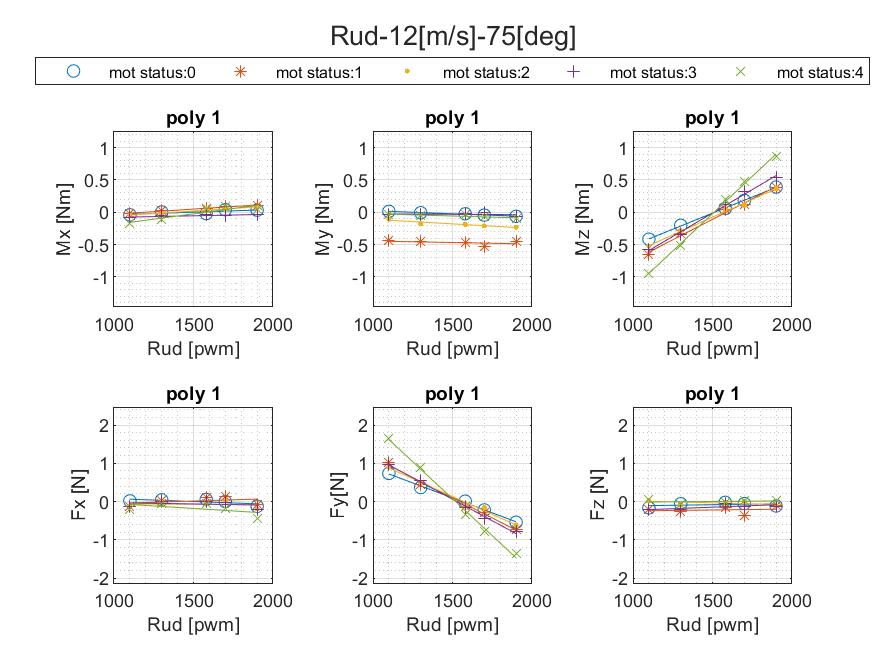 Rud-12[m/s]-75[deg]
mot status:0 mot status:1 mot status:2 mot status:3 mot status:4
poly 1 poly 1 poly 1
1 1 1
0.5 0.5 0.5
0 0 0
-0.5 -0.5 -0.5
-1 -1 -1
Mx [Nm] My [Nm] Mz [Nm]
1000 1500 2000 1000 1500 2000 1000 1500 2000
Rud [pwm] Rud [pwm] Rud [pwm]
poly 1 poly 1 poly 1
2 2 2
1 1 1
0 0 0
-1 -1 -1
-2 -2 -2
Fx [N] Fy[N] Fz [N]
1000 1500 2000 1000 1500 2000 1000 1500 2000
Rud [pwm] Rud [pwm] Rud [pwm]